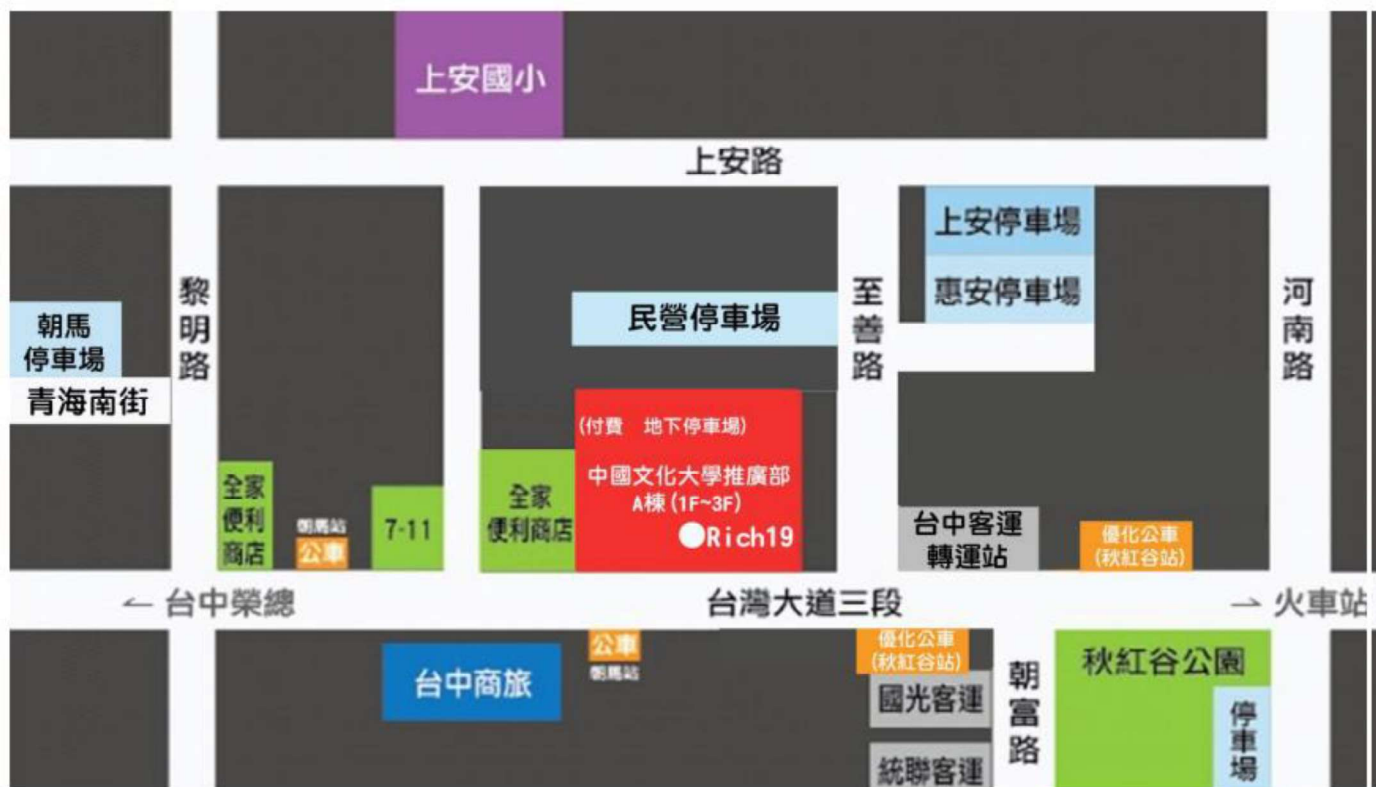 上安國小
上安路
上安停車場
惠安停車場
黎明路
至善路
河南路
民營停車場
朝馬
停車場
青海南街
(付費 地下停車場)
中國文化大學推廣部
A棟(1F~3F)
●Rich19
全家
便利
商店
朝馬站
公車
7-11
全家
便利商店
台中客運
轉運站
優化公車
(秋紅谷站)
← 台中榮總
台灣大道三段
→ 火車站
台中商旅
公車
朝馬站
優化公車
(秋紅谷站)
國光客運
統聯客運
朝富路
秋紅谷公園
停車場